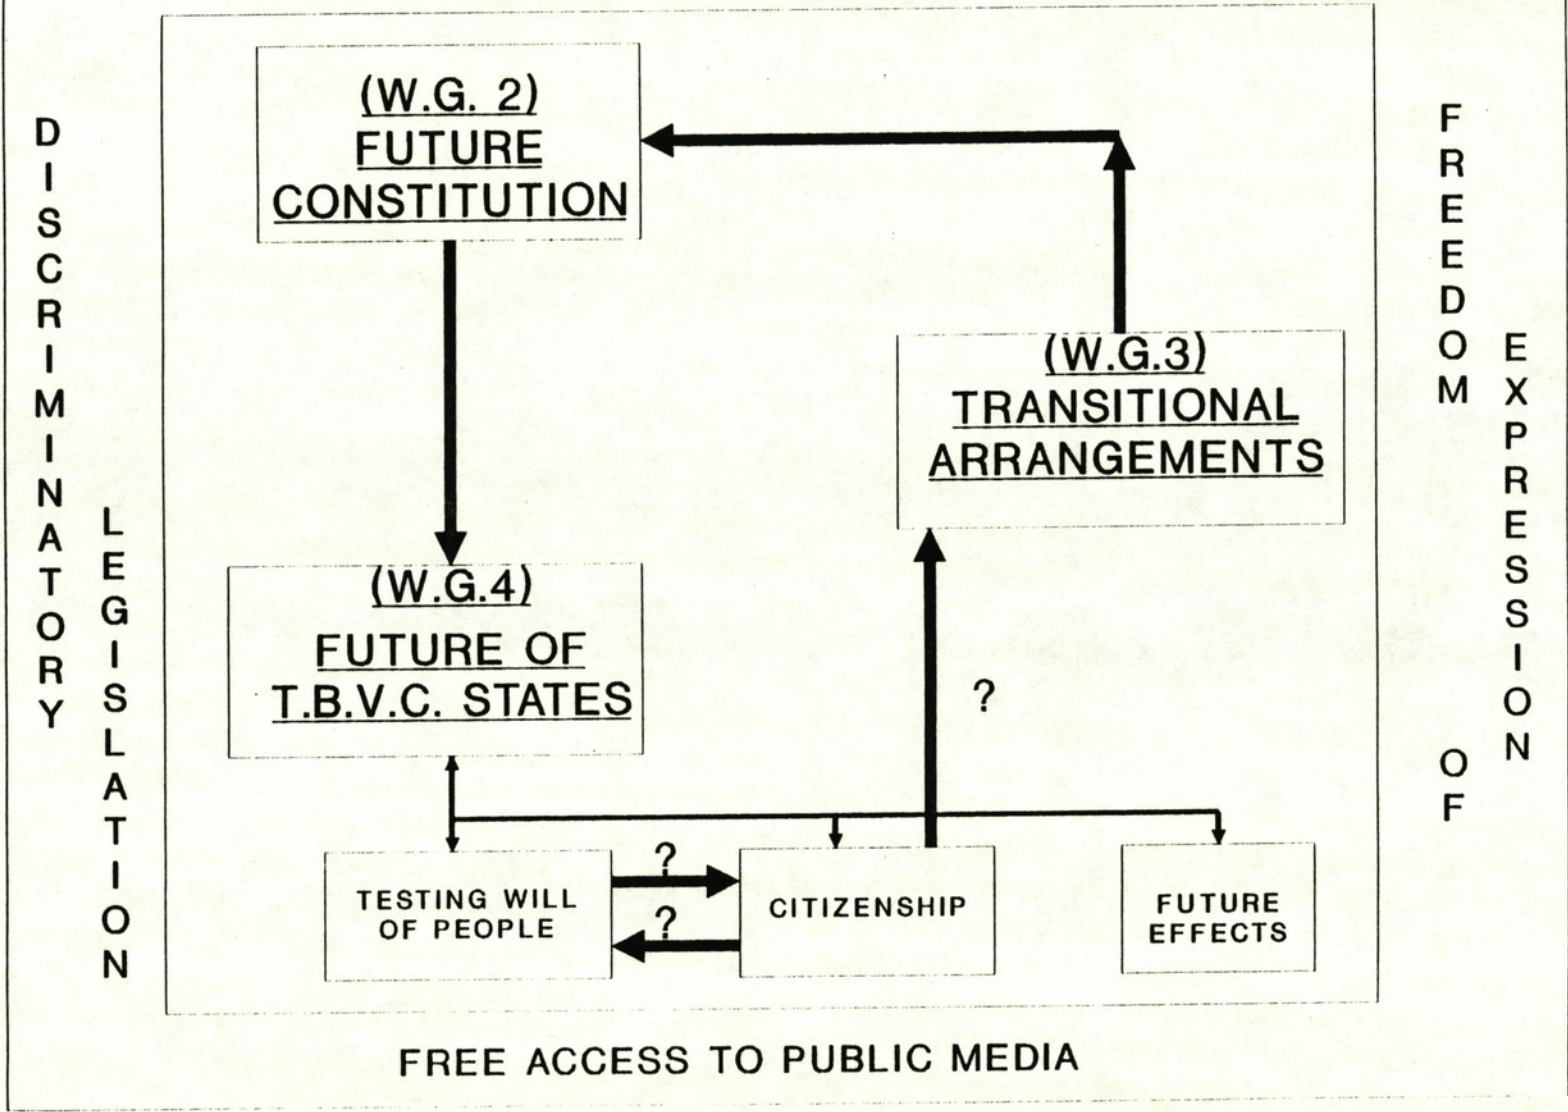 DISCRIMINATORY
LEGISLATION
(W.G. 2)
FUTURE
CONSTITUTION
(W.G.3)
TRANSITIONAL
ARRANGEMENTS
(W.G.4)
FUTURE OF
T.B.V.C. STATES
?
?
?
TESTING WILL
OF PEOPLE
CITIZENSHIP
FUTURE
EFFECTS
FREEDOM OF
EXPRESSION
FREE ACCESS TO PUBLIC MEDIA